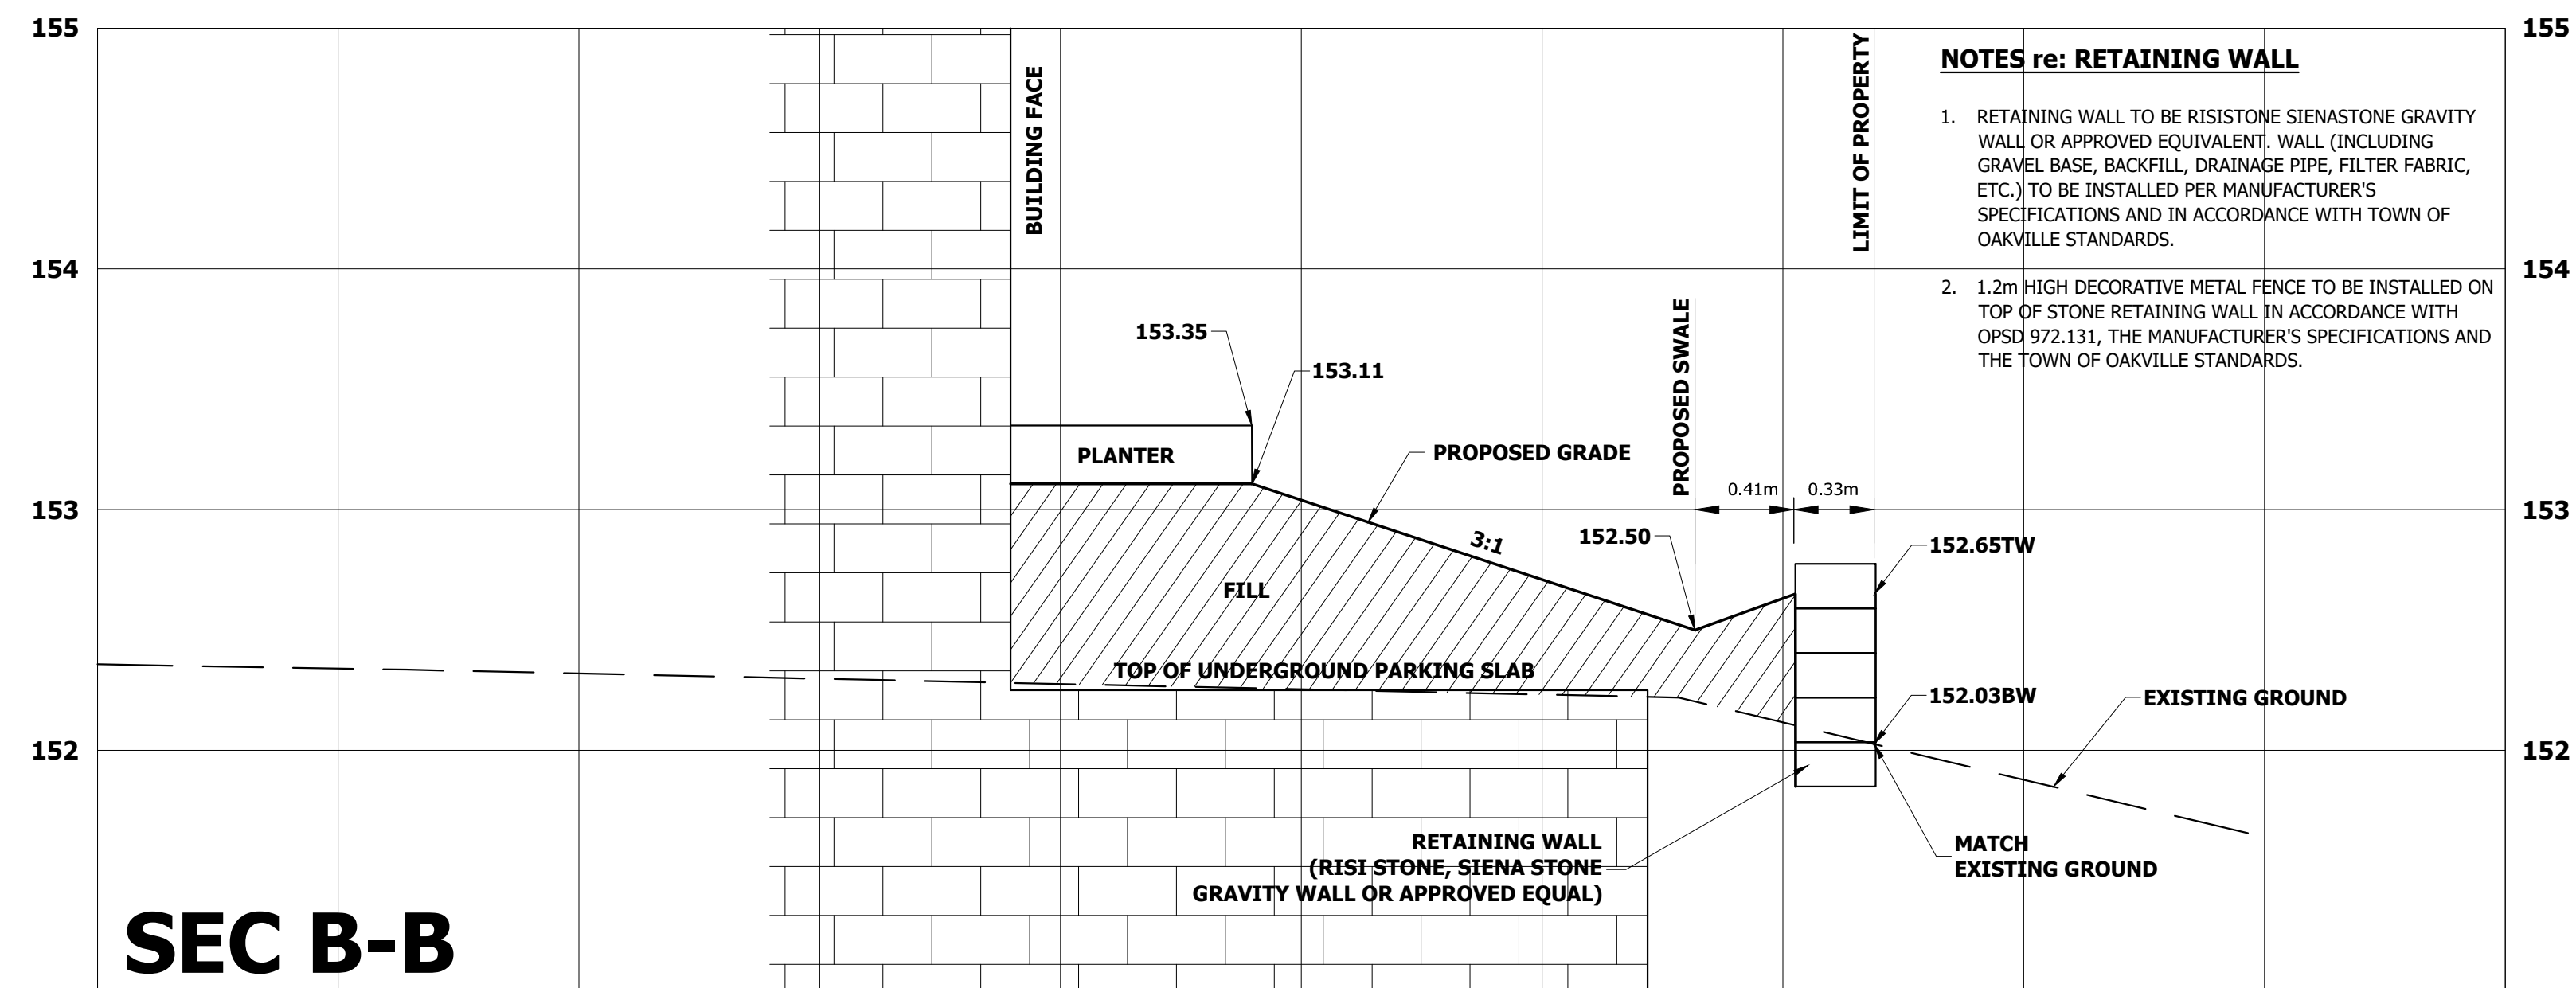 155
155
BUILDING FACE
LIMIT OF PROPERTY
NOTES re: RETAINING WALL
1. RETAINING WALL TO BE RISISTONE SIENASTONE GRAVITY
WALL OR APPROVED EQUIVALENT. WALL (INCLUDING
GRAVEL BASE, BACKFILL, DRAINAGE PIPE, FILTER FABRIC,
ETC.) TO BE INSTALLED PER MANUFACTURER'S
SPECIFICATIONS AND IN ACCORDANCE WITH TOWN OF
OAKVILLE STANDARDS.
154
154
2. 1.2m HIGH DECORATIVE METAL FENCE TO BE INSTALLED ON
TOP OF STONE RETAINING WALL IN ACCORDANCE WITH
OPSD 972.131, THE MANUFACTURER'S SPECIFICATIONS AND
THE TOWN OF OAKVILLE STANDARDS.
153.35
153.11
PROPOSED SWALE
PLANTER
PROPOSED GRADE
0.41m
0.33m
153
153
3:1
152.50
152.65TW
FILL
TOP OF UNDERGROUND PARKING SLAB
152.03BW
EXISTING GROUND
152
152
RETAINING WALL
(RISI STONE, SIENA STONE
GRAVITY WALL OR APPROVED EQUAL)
MATCH
EXISTING GROUND
SEC B-B